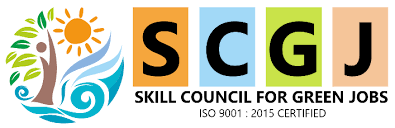 SCGJ
SKILL COUNCIL FOR GREEN JOBS
ISO 9001 : 2015 CERTIFIED